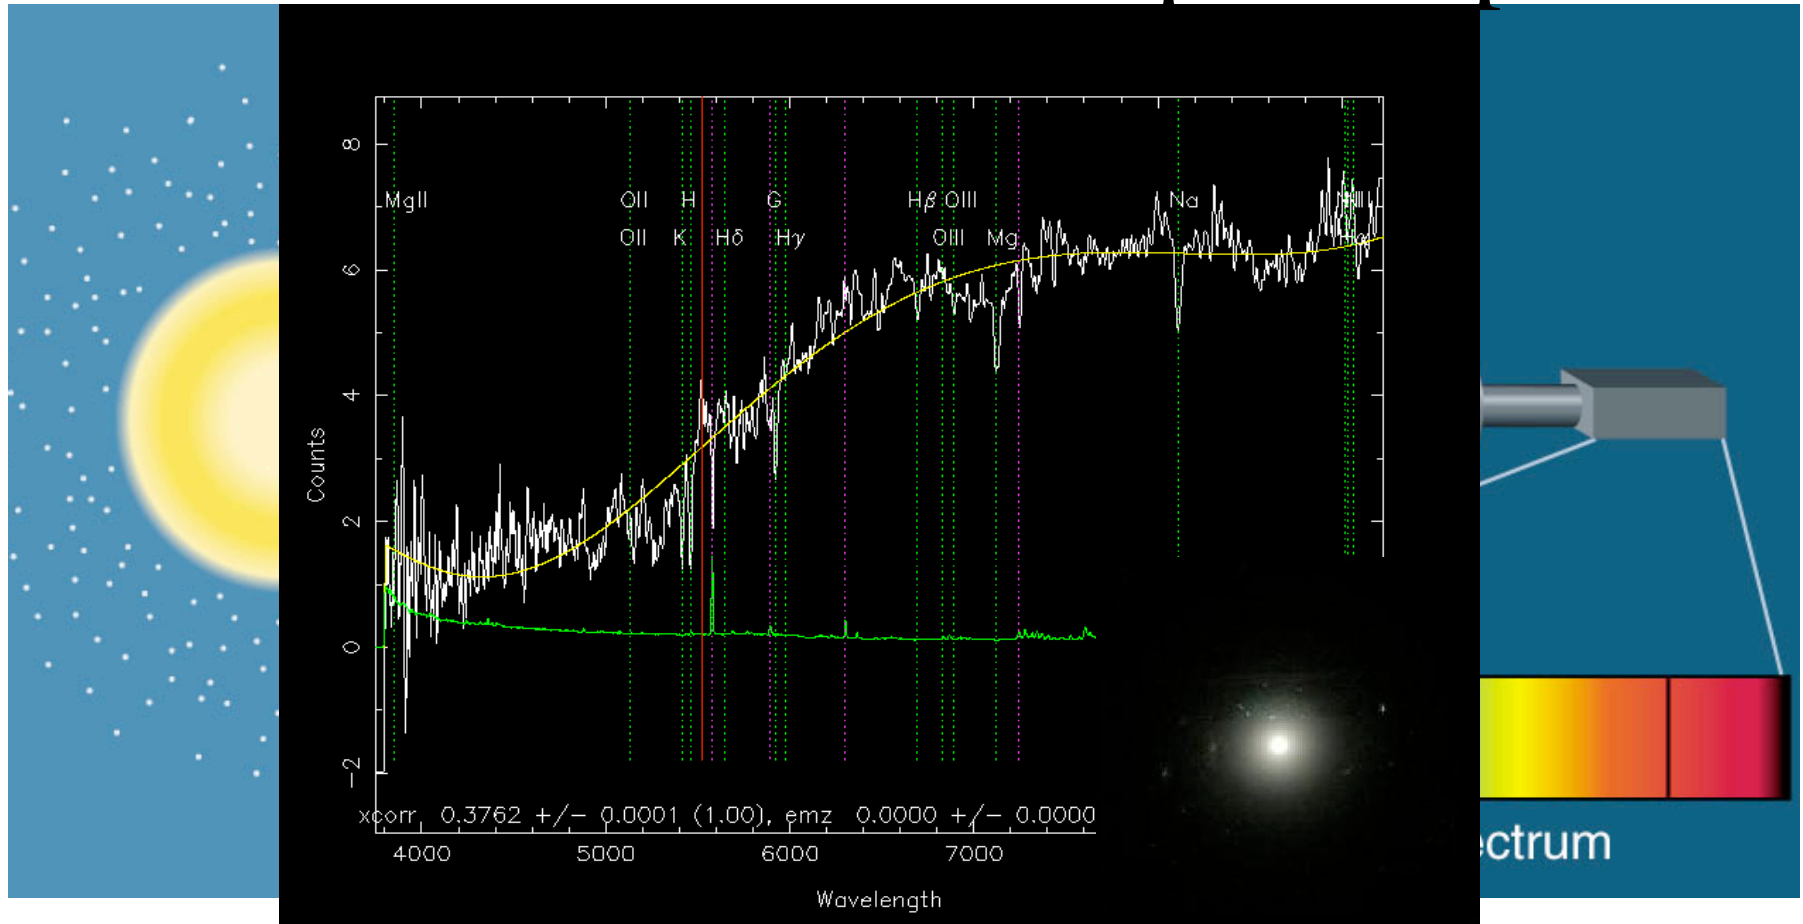 8
MgII OII H G Hβ OIII Na
OII K Hδ Hγ OIII Mg
6
4
Counts
2
0
−2
xcorr 0.3762 +/− 0.0001 (1.00), emz 0.0000 +/− 0.0000
4000 5000 6000 7000
Wavelength
ectrum